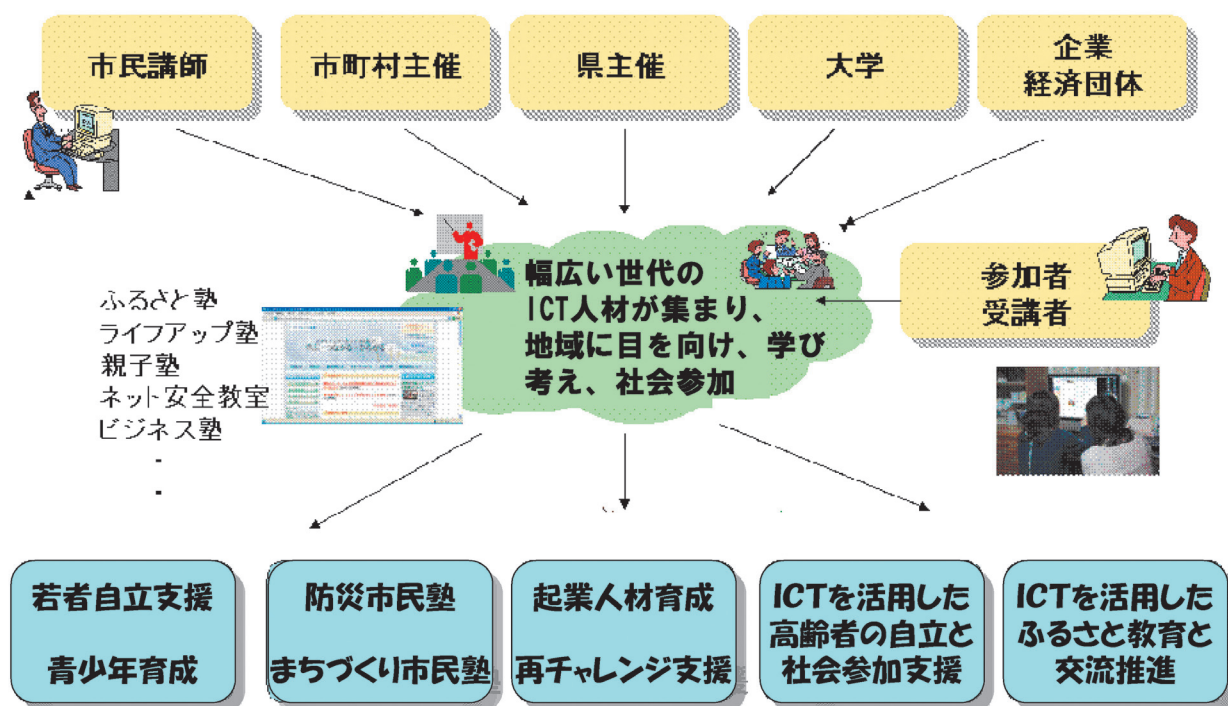 市民講師
市町村主催
県主催
大学
企業
経済団体
幅広い世代の
ICT人材が集まり、
地域に目を向け、学び
考え、社会参加
参加者
受講者
ふるさと塾
ライフアップ塾
親子塾
ネット安全教室
ビジネス塾
若者自立支援
青少年育成
防災市民塾
まちづくり市民塾
起業人材育成
再チャレンジ支援
ICTを活用した
高齢者の自立と
社会参加支援
ICTを活用した
ふるさと教育と
交流推進